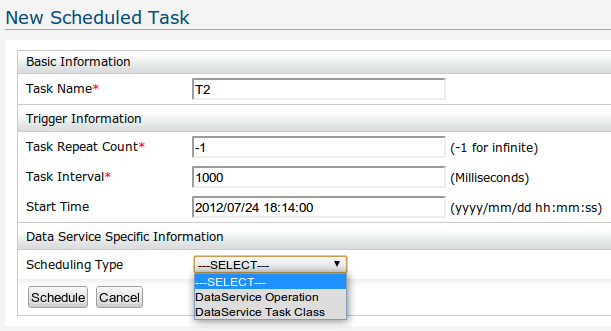 New Scheduled Task
Basic Information
Task Name* T2
Trigger Information
Task Repeat Count* -1 (-1 for infinite)
Task Interval* 1000 (Milliseconds)
Start Time 2012/07/24 18:14:00 (yyyy/mm/dd hh:mm:ss)
Data Service Specific Information
Scheduling Type ---SELECT---
---SELECT---
DataService Operation
DataService Task Class
Schedule Cancel